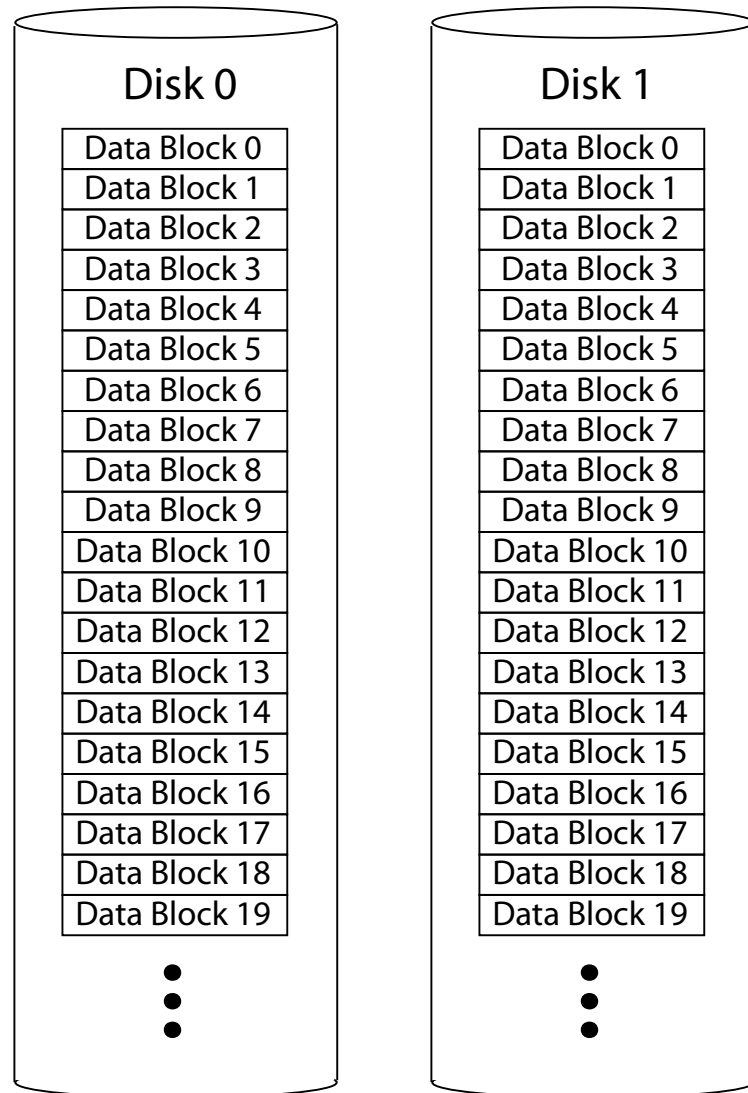 Disk 0
Data Block 0
Data Block 1
Data Block 2
Data Block 3
Data Block 4
Data Block 5
Data Block 6
Data Block 7
Data Block 8
Data Block 9
Data Block 10
Data Block 11
Data Block 12
Data Block 13
Data Block 14
Data Block 15
Data Block 16
Data Block 17
Data Block 18
Data Block 19
Disk 1
Data Block 0
Data Block 1
Data Block 2
Data Block 3
Data Block 4
Data Block 5
Data Block 6
Data Block 7
Data Block 8
Data Block 9
Data Block 10
Data Block 11
Data Block 12
Data Block 13
Data Block 14
Data Block 15
Data Block 16
Data Block 17
Data Block 18
Data Block 19